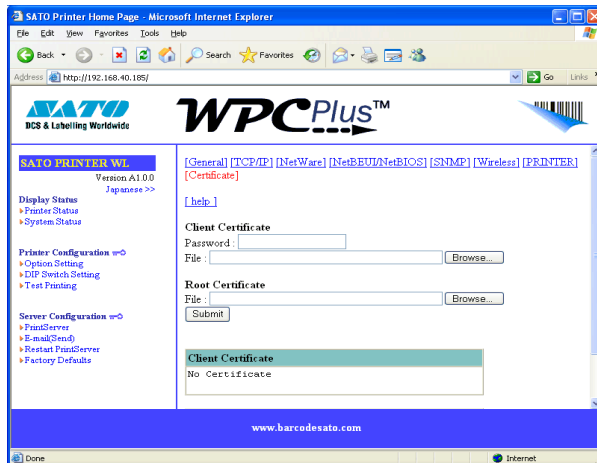 SATO Printer Home Page - Microsoft Internet Explorer
File Edit View Favorites Tools Help
Back Search Favorites
Address http://192.168.40.185/ Go Links
SATO
DCS & Labelling Worldwide
WPCPlus™
SATO PRINTER WL
Version A1.0.0
Japanese >>
Display Status
Printer Status
System Status
Printer Configuration
Option Setting
DIP Switch Setting
Test Printing
Server Configuration
PrintServer
E-mail(Send)
Restart PrintServer
Factory Defaults
[General] [TCP/IP] [NetWare] [NetBEUI/NetBIOS] [SNMP] [Wireless] [PRINTER]
[Certificate]
[ help ]
Client Certificate
Password :
File : Browse...
Root Certificate
File : Browse...
Submit
Client Certificate
No Certificate
www.barcodesato.com
Done Internet